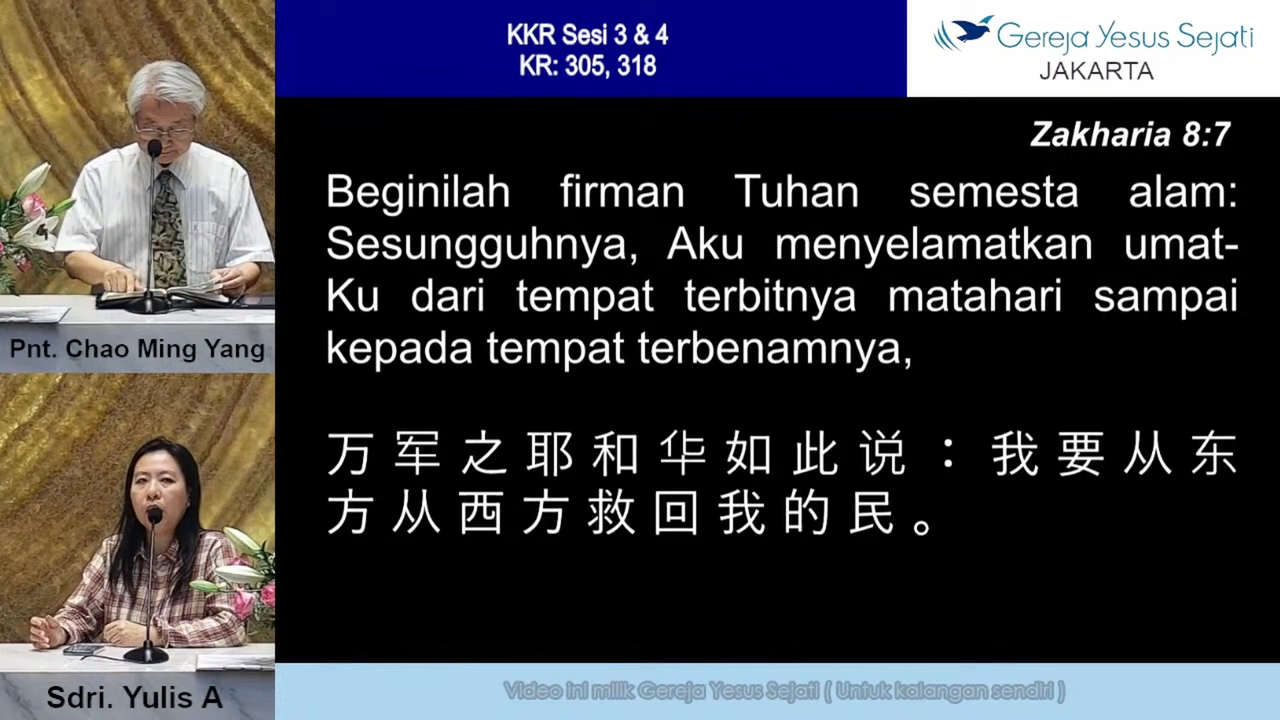 KKR Sesi 3 & 4
KR: 305, 318
Gereja Yesus Sejati
JAKARTA
Zakharia 8:7
Beginilah firman Tuhan semesta alam:
Sesungguhnya, Aku menyelamatkan umat-
Ku dari tempat terbitnya matahari sampai
kepada tempat terbenamnya,
万军之耶和华如此说：我要从东
方从西方救回我的民。
Pnt. Chao Ming Yang
Sdri. Yulis A
Video ini milik Gereja Yesus Sejati ( Untuk kalangan sendiri )